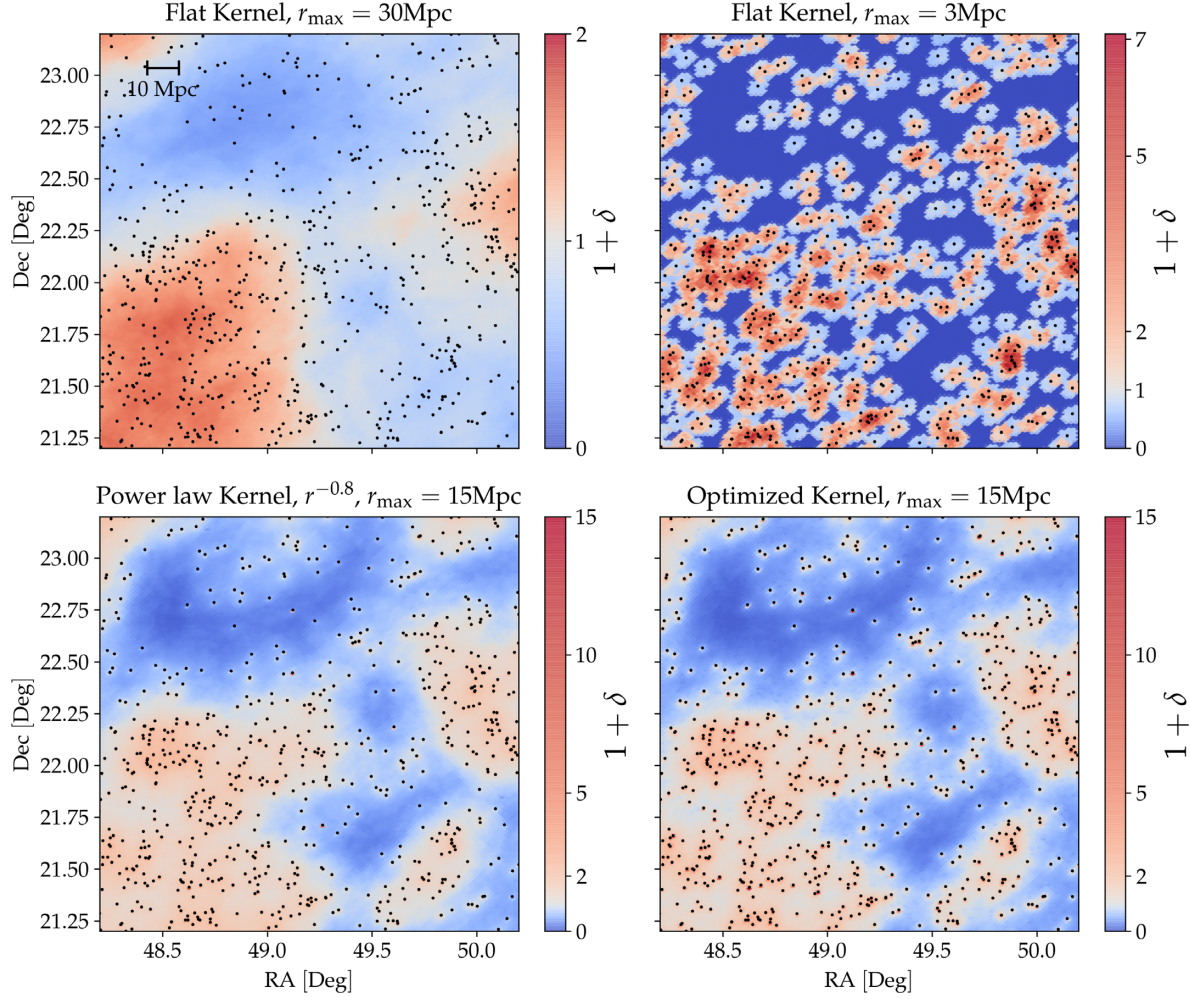 Flat Kernel, r_max = 30Mpc
10 Mpc
23.00
22.75
22.50
22.25
22.00
21.75
21.50
21.25
Dec [Deg]
2
1
0
1 + δ
Flat Kernel, r_max = 3Mpc
7
5
2
1
0
1 + δ
Power law Kernel, r^−0.8, r_max = 15Mpc
23.00
22.75
22.50
22.25
22.00
21.75
21.50
21.25
Dec [Deg]
48.5 49.0 49.5 50.0
RA [Deg]
15
10
5
2
0
1 + δ
Optimized Kernel, r_max = 15Mpc
48.5 49.0 49.5 50.0
RA [Deg]
15
10
5
2
0
1 + δ